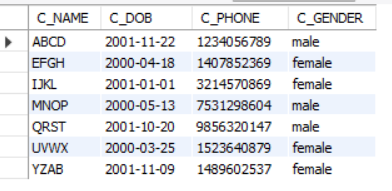 C_NAME C_DOB C_PHONE C_GENDER
ABCD 2001-11-22 1234056789 male
EFGH 2000-04-18 1407852369 female
IJKL 2001-01-01 3214570869 female
MNOP 2000-05-13 7531298604 male
QRST 2001-10-20 9856320147 male
UVWX 2000-03-25 1523640879 female
YZAB 2001-11-09 1489602537 female